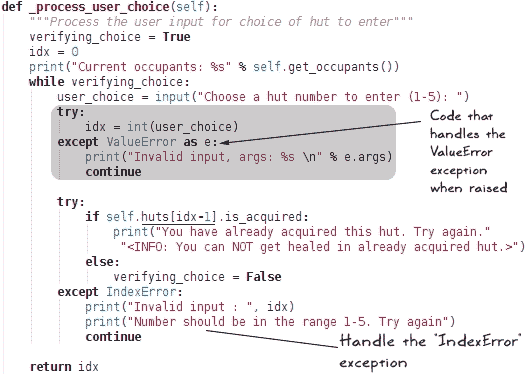 def _process_user_choice(self):
    """Process the user input for choice of hut to enter"""
    verifying_choice = True
    idx = 0
    print("Current occupants: %s" % self.get_occupants())
    while verifying_choice:
        user_choice = input("Choose a hut number to enter (1-5): ")
        try:
            idx = int(user_choice)
        except ValueError as e:
            print("Invalid input, args: %s \n" % e.args)
            continue
Code that
handles the
ValueError
exception
when raised
        try:
            if self.huts[idx-1].is_acquired:
                print("You have already acquired this hut. Try again."
                 "<INFO: You can NOT get healed in already acquired hut.>")
            else:
                verifying_choice = False
        except IndexError:
            print("Invalid input : ", idx)
            print("Number should be in the range 1-5. Try again")
            continue
Handle the "IndexError"
exception
    return idx